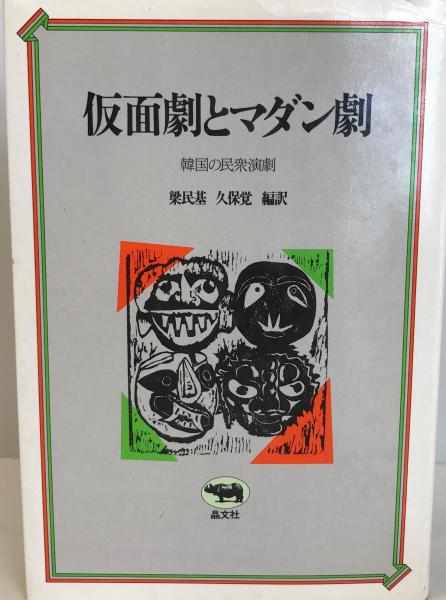 仮面劇とマダン劇
韓国の民衆演劇
梁民基 久保覚 編訳
晶文社